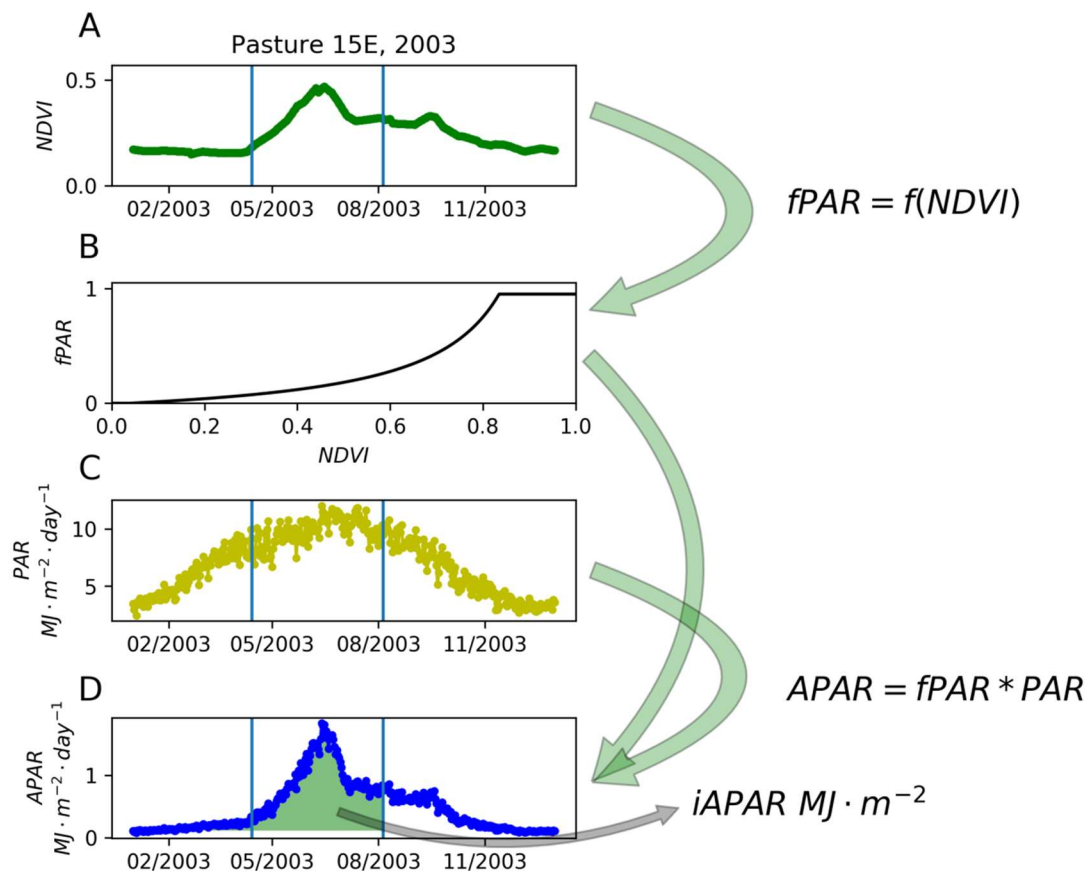 A
Pasture 15E, 2003
0.5
0.0
NDVI
02/2003 05/2003 08/2003 11/2003
fPAR = f(NDVI)
B
1
0
fPAR
0.0 0.2 0.4 0.6 0.8 1.0
NDVI
C
10
5
PAR
MJ · m⁻² · day⁻¹
02/2003 05/2003 08/2003 11/2003
D
APAR = fPAR * PAR
1
0
APAR
MJ · m⁻² · day⁻¹
iAPAR MJ · m⁻²
02/2003 05/2003 08/2003 11/2003